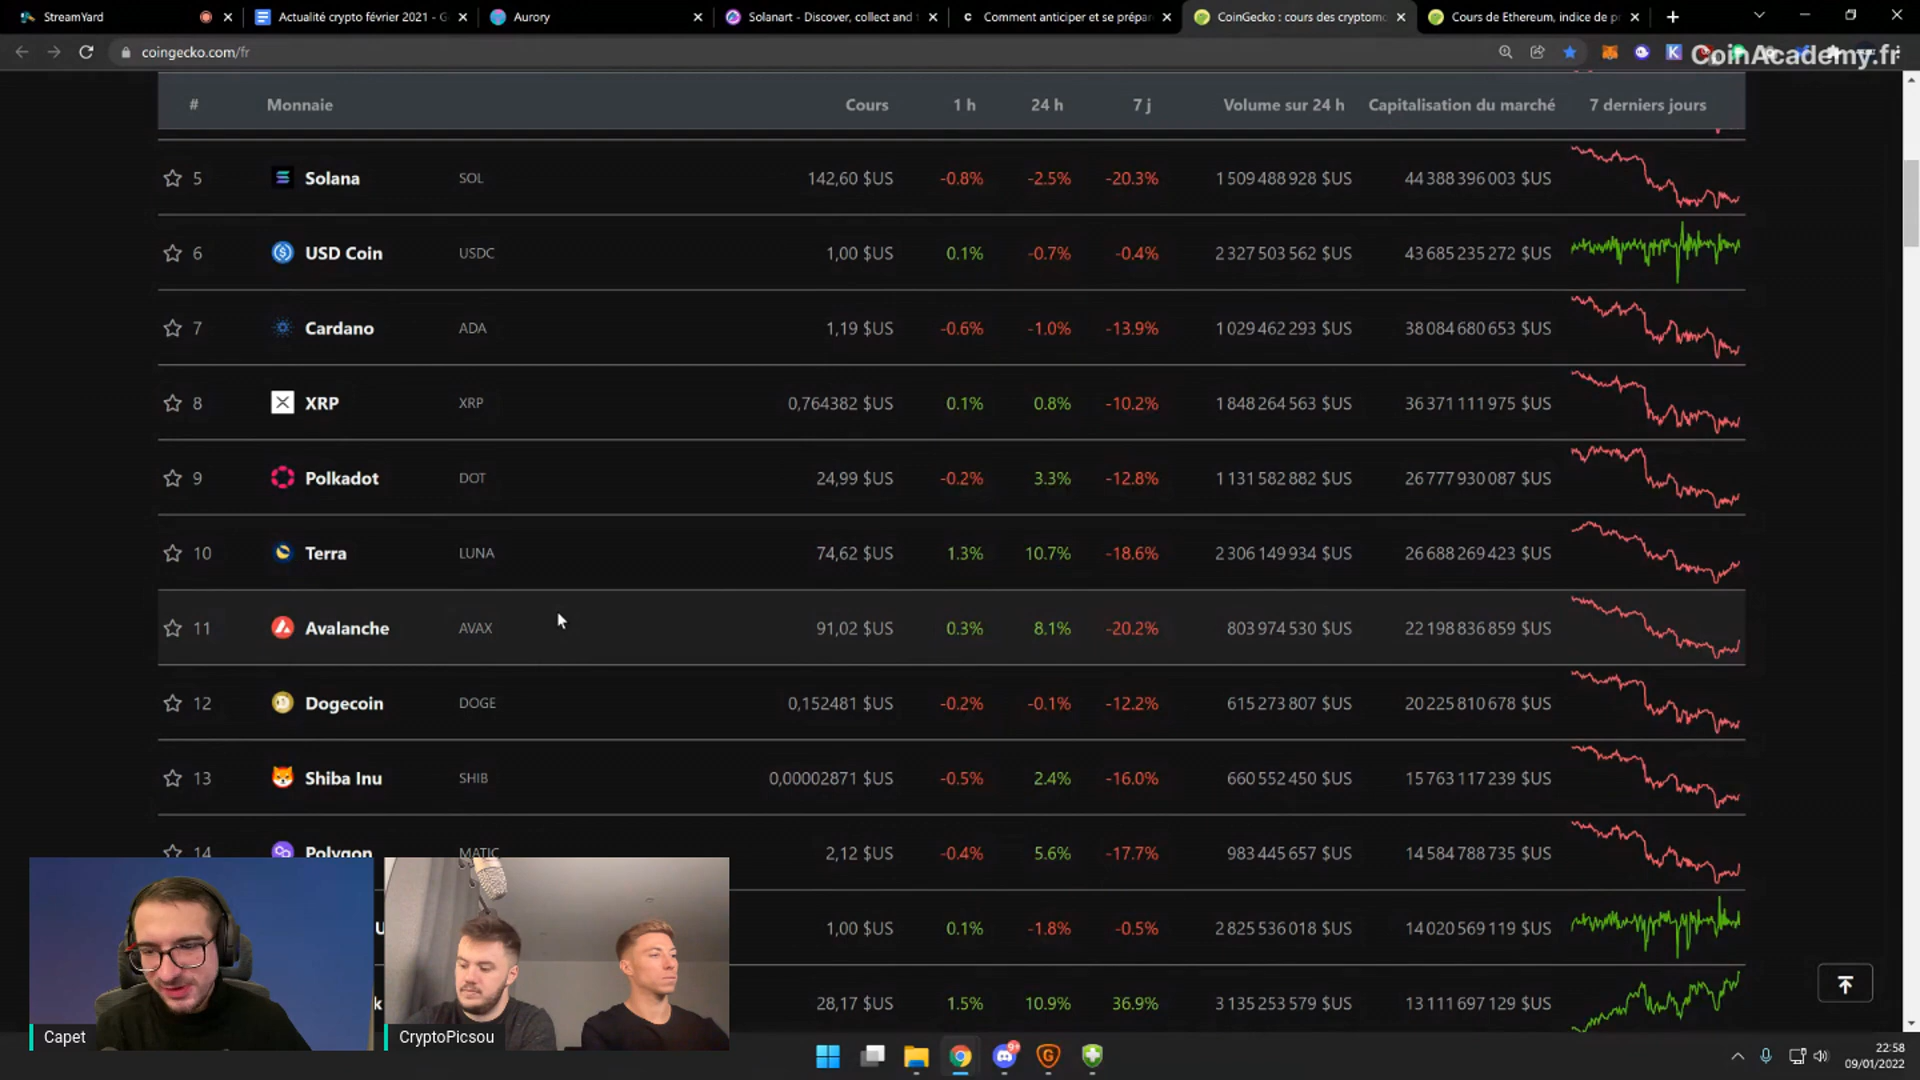 StreamYard
Actualité crypto février 2021 - G
Aurory
Solanart - Discover, collect and
Comment anticiper et se prépar
CoinGecko : cours des cryptomo
Cours de Ethereum, indice de p
coingecko.com/fr
CoinAcademy.fr
# Monnaie Cours 1 h 24 h 7 j Volume sur 24 h Capitalisation du marché 7 derniers jours
5 Solana SOL 142,60 $US -0.8% -2.5% -20.3% 1 509 488 928 $US 44 388 396 003 $US
6 USD Coin USDC 1,00 $US 0.1% -0.7% -0.4% 2 327 503 562 $US 43 685 235 272 $US
7 Cardano ADA 1,19 $US -0.6% -1.0% -13.9% 1 029 462 293 $US 38 084 680 653 $US
8 XRP XRP 0,764382 $US 0.1% 0.8% -10.2% 1 848 264 563 $US 36 371 111 975 $US
9 Polkadot DOT 24,99 $US -0.2% 3.3% -12.8% 1 131 582 882 $US 26 777 930 087 $US
10 Terra LUNA 74,62 $US 1.3% 10.7% -18.6% 2 306 149 934 $US 26 688 269 423 $US
11 Avalanche AVAX 91,02 $US 0.3% 8.1% -20.2% 803 974 530 $US 22 198 836 859 $US
12 Dogecoin DOGE 0,152481 $US -0.2% -0.1% -12.2% 615 273 807 $US 20 225 810 678 $US
13 Shiba Inu SHIB 0,00002871 $US -0.5% 2.4% -16.0% 660 552 450 $US 15 763 117 239 $US
14 Polygon MATIC 2,12 $US -0.4% 5.6% -17.7% 983 445 657 $US 14 584 788 735 $US
U 1,00 $US 0.1% -1.8% -0.5% 2 825 536 018 $US 14 020 569 119 $US
k 28,17 $US 1.5% 10.9% 36.9% 3 135 253 579 $US 13 111 697 129 $US
Capet
CryptoPicsou
9+
22:58
09/01/2022